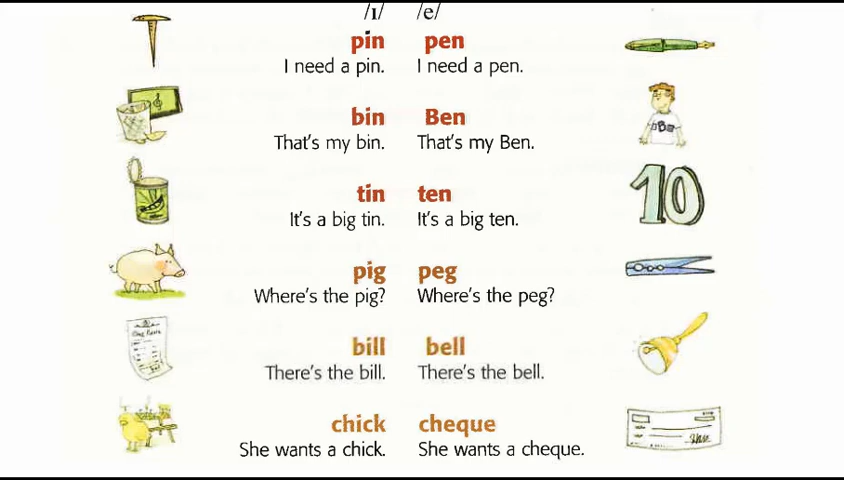 /ɪ/ /e/
pin pen
I need a pin. I need a pen.
bin Ben
That's my bin. That's my Ben.
tin ten
It's a big tin. It's a big ten.
10
pig peg
Where's the pig? Where's the peg?
bill bell
There's the bill. There's the bell.
chick cheque
She wants a chick. She wants a cheque.